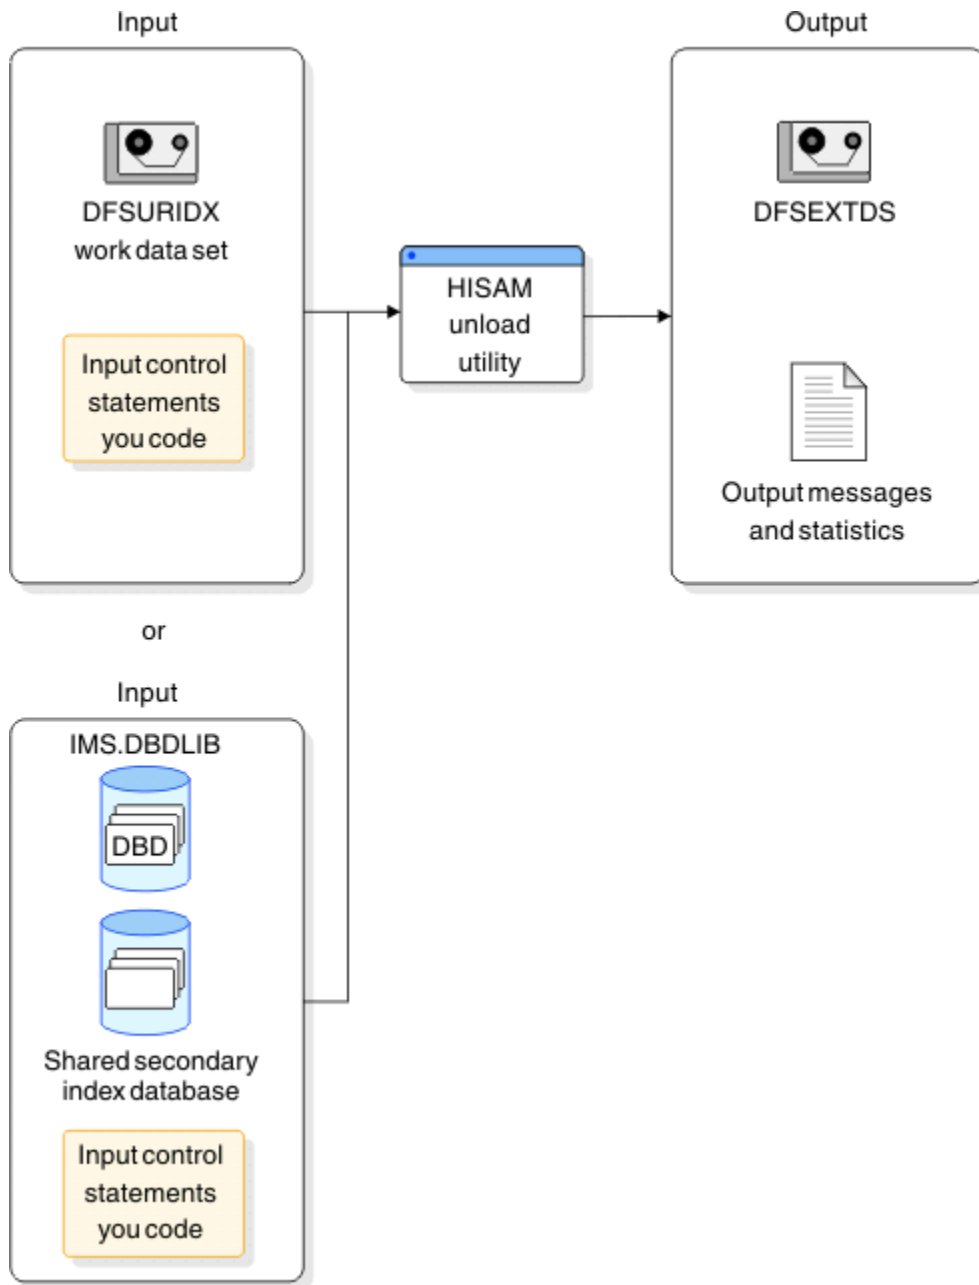 Input
DFSURIDX
work data set
Input control
statements
you code
or
Input
IMS.DBDLIB
DBD
Shared secondary
index database
Input control
statements
you code
HISAM
unload
utility
Output
DFSEXTDS
Output messages
and statistics